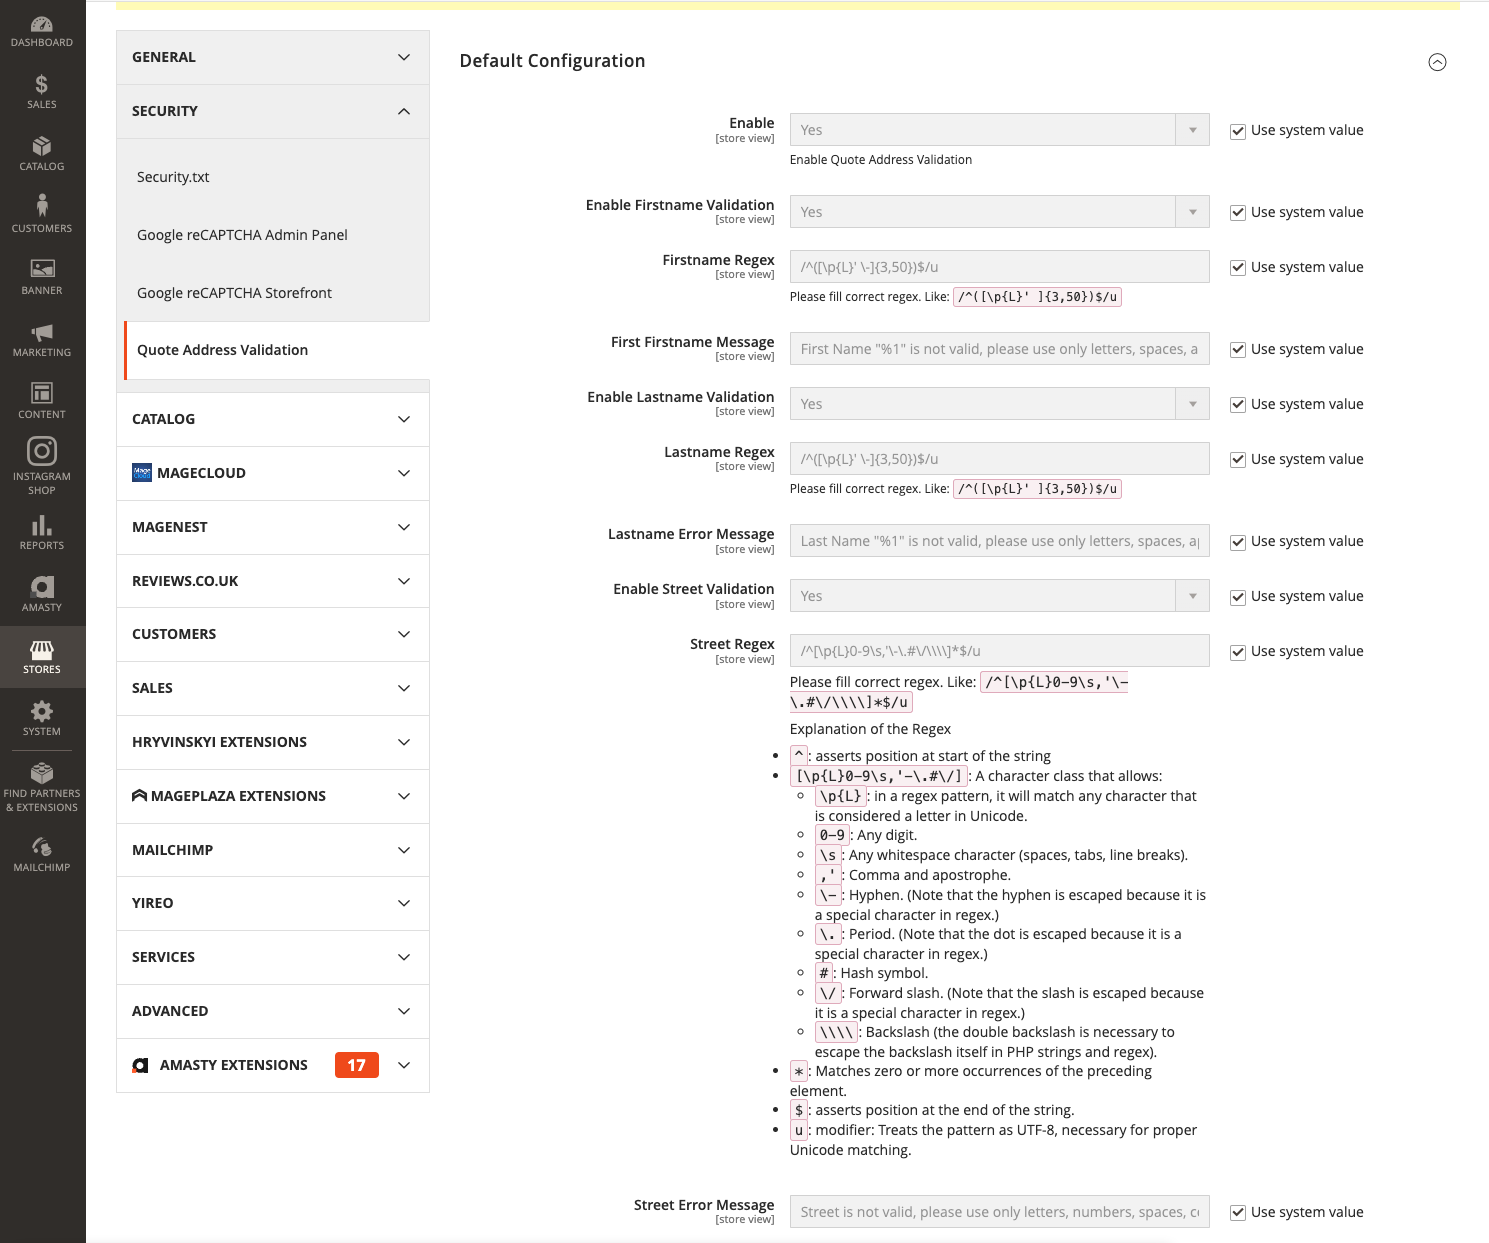 DASHBOARD
SALES
CATALOG
CUSTOMERS
BANNER
MARKETING
CONTENT
INSTAGRAM
SHOP
REPORTS
AMASTY
STORES
SYSTEM
FIND PARTNERS
& EXTENSIONS
MAILCHIMP
GENERAL
SECURITY
Security.txt
Google reCAPTCHA Admin Panel
Google reCAPTCHA Storefront
Quote Address Validation
CATALOG
Mage Cloud MAGECLOUD
MAGENEST
REVIEWS.CO.UK
CUSTOMERS
SALES
HRYVINSKYI EXTENSIONS
MAGEPLAZA EXTENSIONS
MAILCHIMP
YIREO
SERVICES
ADVANCED
AMASTY EXTENSIONS 17
Default Configuration
Enable Yes Use system value
[store view]
Enable Quote Address Validation
Enable Firstname Validation Yes Use system value
[store view]
Firstname Regex /^([\p{L}' \-]{3,50})$/u Use system value
[store view]
Please fill correct regex. Like: /^([\p{L}' ]{3,50})$/u
First Firstname Message First Name "%1" is not valid, please use only letters, spaces, a Use system value
[store view]
Enable Lastname Validation Yes Use system value
[store view]
Lastname Regex /^([\p{L}' \-]{3,50})$/u Use system value
[store view]
Please fill correct regex. Like: /^([\p{L}' ]{3,50})$/u
Lastname Error Message Last Name "%1" is not valid, please use only letters, spaces, a Use system value
[store view]
Enable Street Validation Yes Use system value
[store view]
Street Regex /^[\p{L}0-9\s,'\-\.#\/\\\\]*$/u Use system value
[store view]
Please fill correct regex. Like: /^[\p{L}0-9\s,'\-
\.#\/\\\\]*$/u
Explanation of the Regex
^: asserts position at start of the string
[\p{L}0-9\s,'-\.#\/]: A character class that allows:
\p{L}: in a regex pattern, it will match any character that
is considered a letter in Unicode.
0-9: Any digit.
\s: Any whitespace character (spaces, tabs, line breaks).
,': Comma and apostrophe.
\-: Hyphen. (Note that the hyphen is escaped because it is
a special character in regex.)
\.: Period. (Note that the dot is escaped because it is a
special character in regex.)
#: Hash symbol.
\/: Forward slash. (Note that the slash is escaped because
it is a special character in regex.)
\\\\: Backslash (the double backslash is necessary to
escape the backslash itself in PHP strings and regex).
*: Matches zero or more occurrences of the preceding
element.
$: asserts position at the end of the string.
u: modifier: Treats the pattern as UTF-8, necessary for proper
Unicode matching.
Street Error Message Street is not valid, please use only letters, numbers, spaces, c Use system value
[store view]